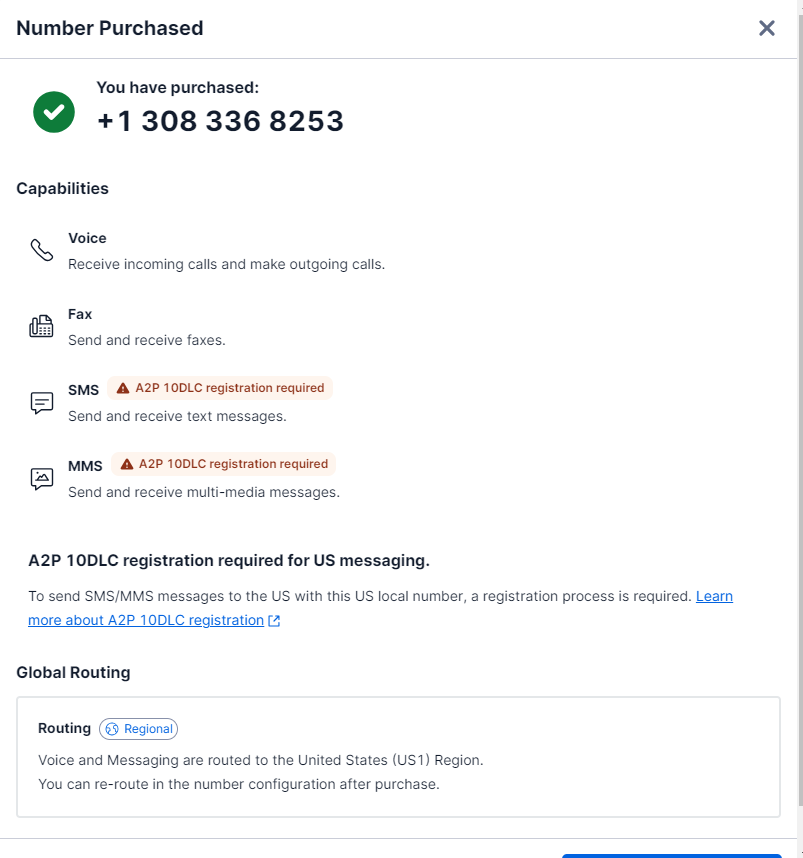 Number Purchased
You have purchased:
+1 308 336 8253
Capabilities
Voice
Receive incoming calls and make outgoing calls.
Fax
Send and receive faxes.
SMS A2P 10DLC registration required
Send and receive text messages.
MMS A2P 10DLC registration required
Send and receive multi-media messages.
A2P 10DLC registration required for US messaging.
To send SMS/MMS messages to the US with this US local number, a registration process is required. Learn
more about A2P 10DLC registration
Global Routing
Routing Regional
Voice and Messaging are routed to the United States (US1) Region.
You can re-route in the number configuration after purchase.